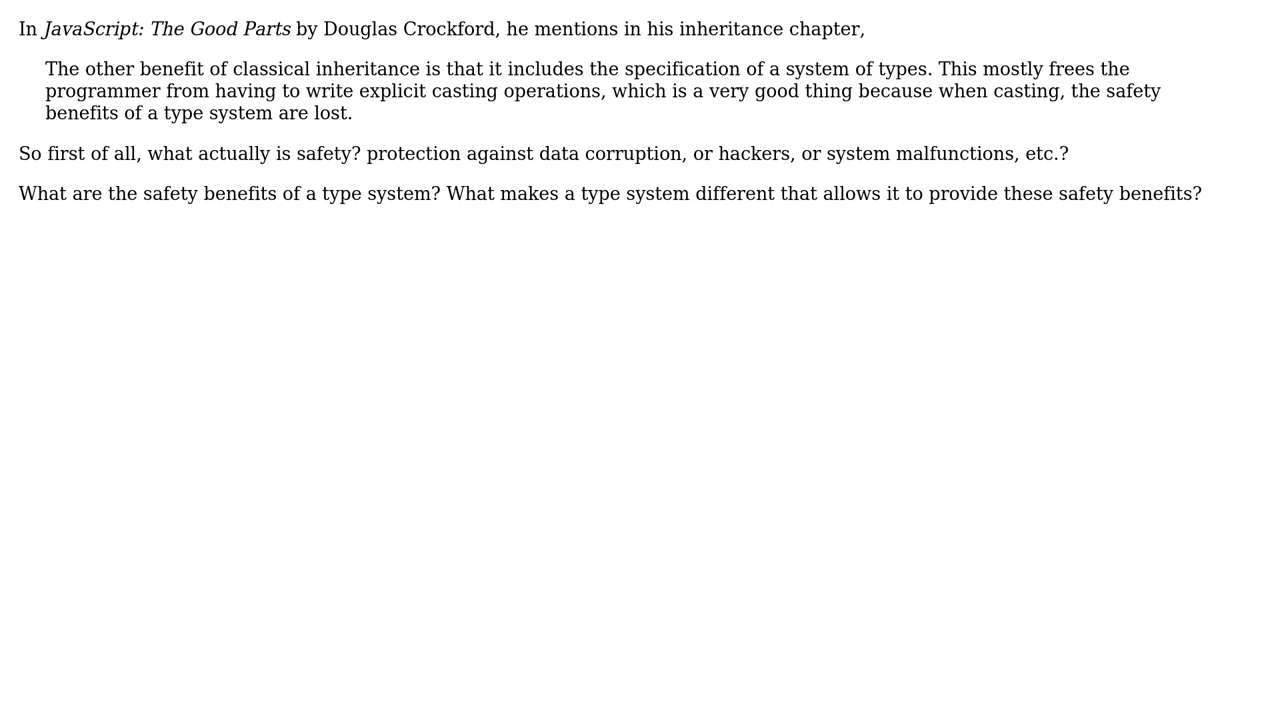 In JavaScript: The Good Parts by Douglas Crockford, he mentions in his inheritance chapter,
The other benefit of classical inheritance is that it includes the specification of a system of types. This mostly frees the
programmer from having to write explicit casting operations, which is a very good thing because when casting, the safety
benefits of a type system are lost.
So first of all, what actually is safety? protection against data corruption, or hackers, or system malfunctions, etc.?
What are the safety benefits of a type system? What makes a type system different that allows it to provide these safety benefits?